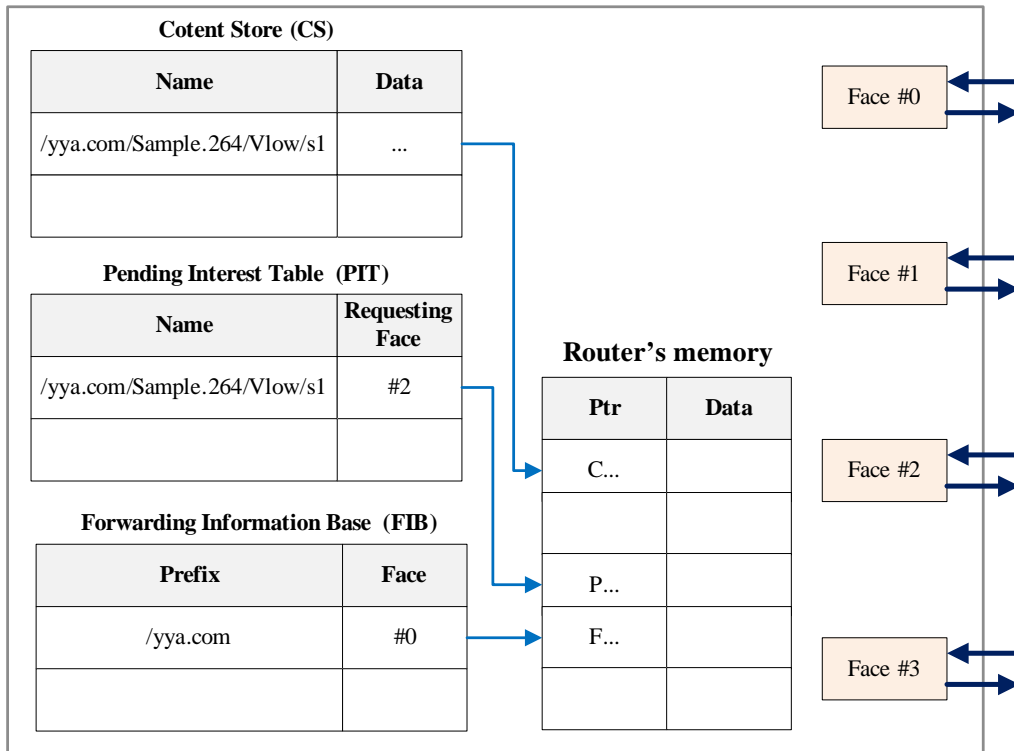 Cotent Store (CS)
Name Data
/yya.com/Sample.264/Vlow/s1 ...
Pending Interest Table (PIT)
Name Requesting Face
/yya.com/Sample.264/Vlow/s1 #2
Forwarding Information Base (FIB)
Prefix Face
/yya.com #0
Router's memory
Ptr Data
C...
P...
F...
Face #0
Face #1
Face #2
Face #3